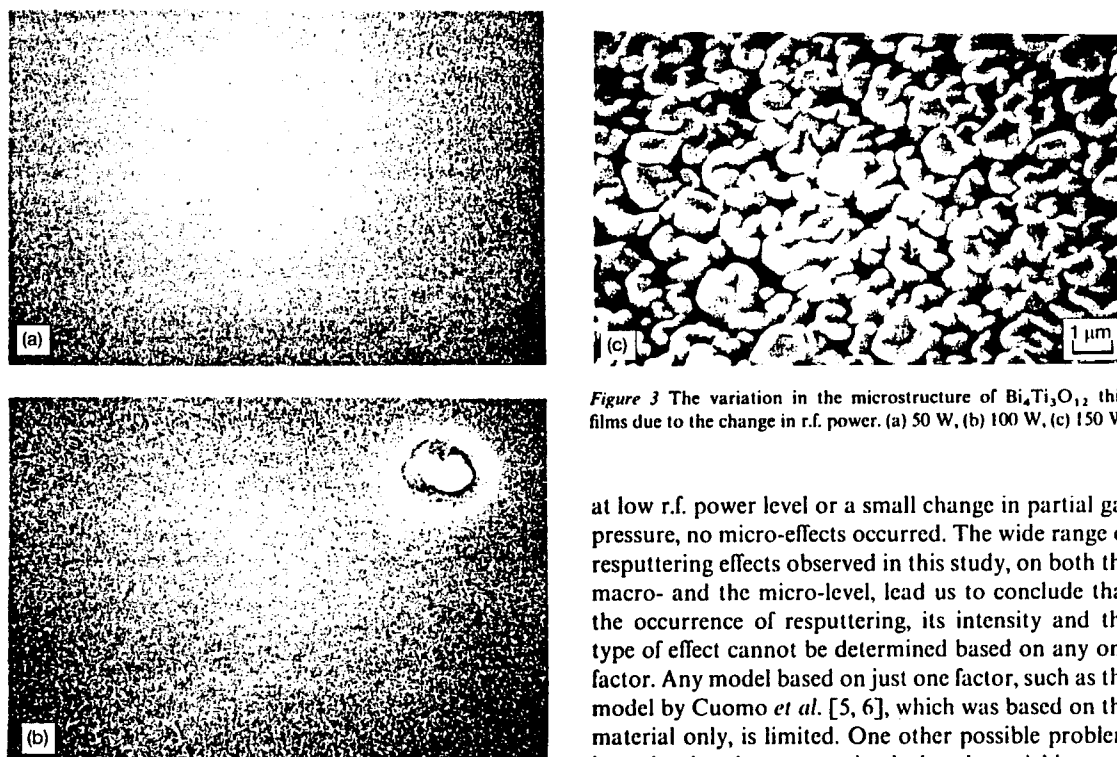 (a)
(b)
(c)
1 μm
Figure 3 The variation in the microstructure of Bi₄Ti₃O₁₂ thi
films due to the change in r.f. power. (a) 50 W, (b) 100 W, (c) 150 W
at low r.f. power level or a small change in partial ga
pressure, no micro-effects occurred. The wide range o
resputtering effects observed in this study, on both th
macro- and the micro-level, lead us to conclude tha
the occurrence of resputtering, its intensity and th
type of effect cannot be determined based on any on
factor. Any model based on just one factor, such as th
model by Cuomo et al. [5, 6], which was based on th
material only, is limited. One other possible problem